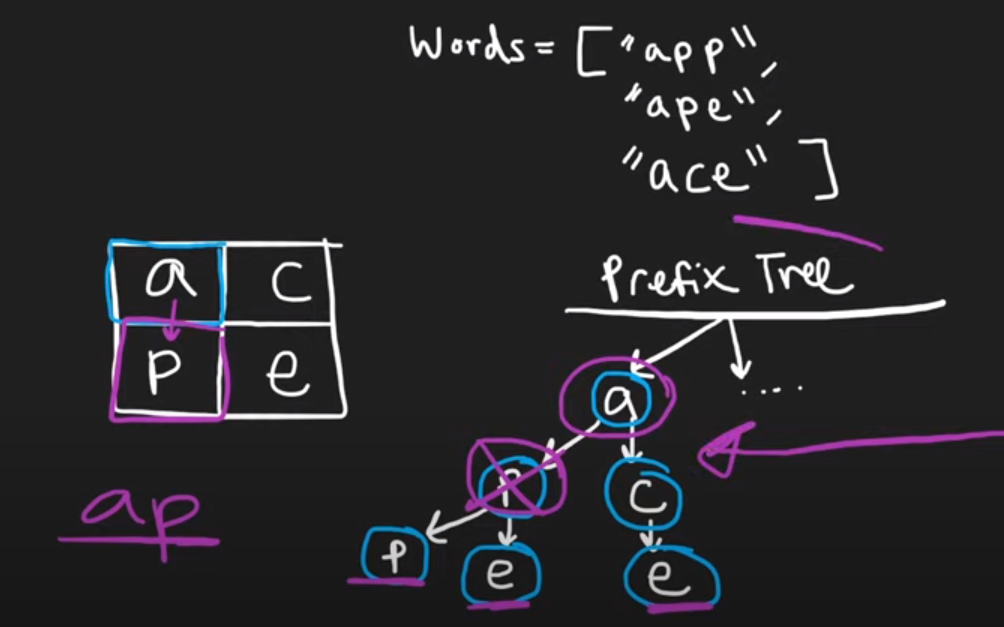 Words = ["app",
"ape",
"ace"]
Prefix Tree
a c
p e
a
....
p
c
p
e
e
ap